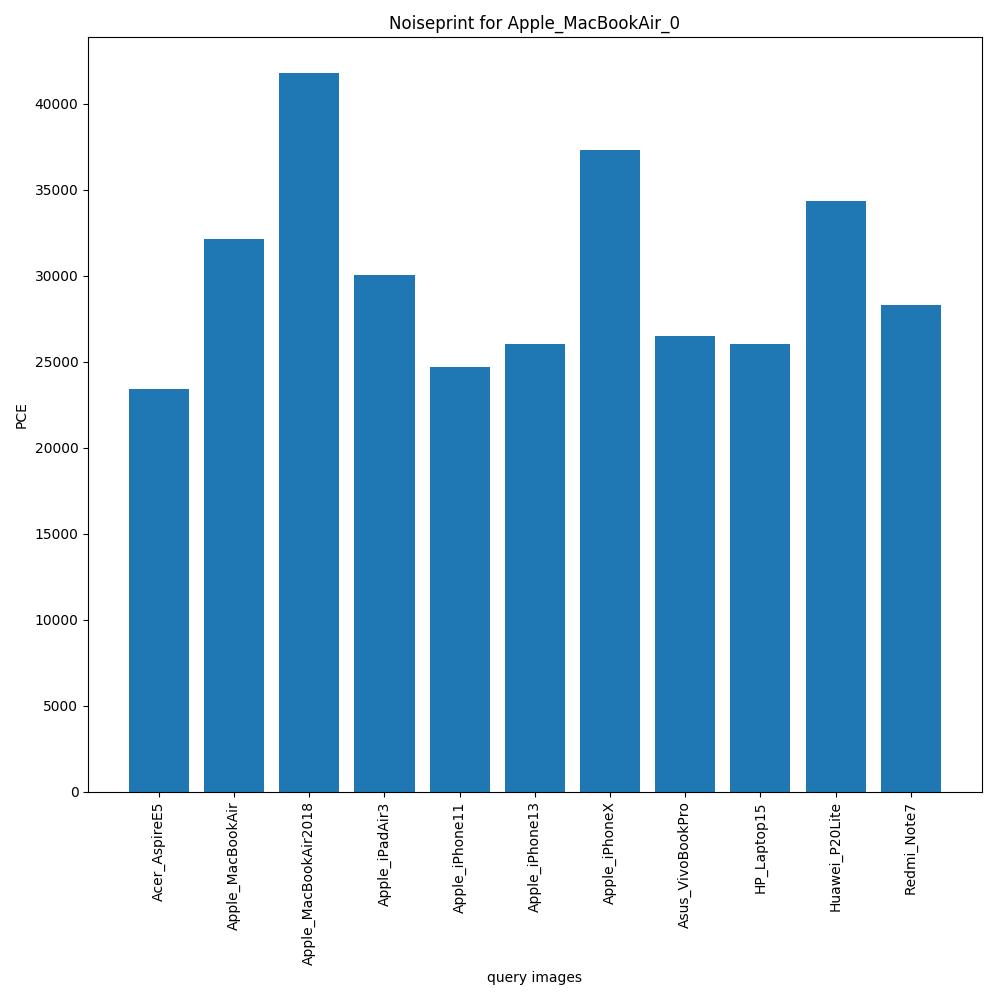 Noiseprint for Apple_MacBookAir_0
PCE
40000
35000
30000
25000
20000
15000
10000
5000
0
Acer_AspireE5
Apple_MacBookAir
Apple_MacBookAir2018
Apple_iPadAir3
Apple_iPhone11
Apple_iPhone13
Apple_iPhoneX
Asus_VivoBookPro
HP_Laptop15
Huawei_P20Lite
Redmi_Note7
query images